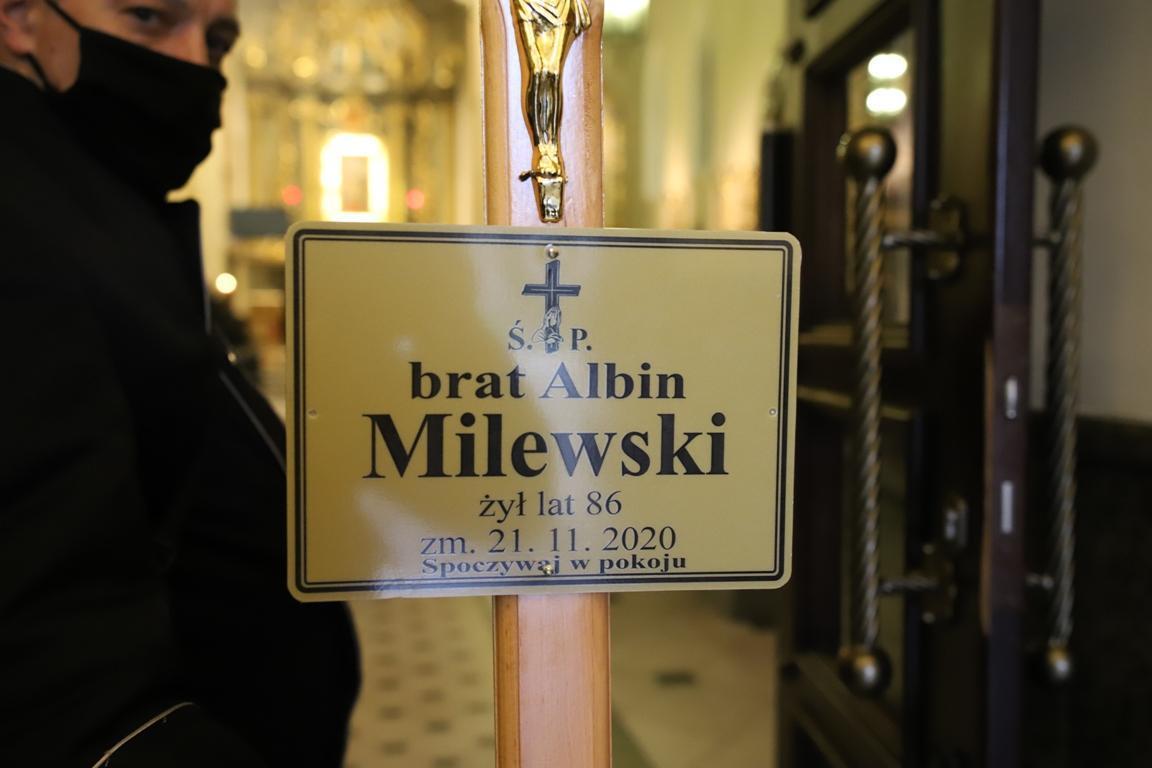 Ś. P.
brat Albin
Milewski
żył lat 86
zm. 21. 11. 2020
Spoczywaj w pokoju